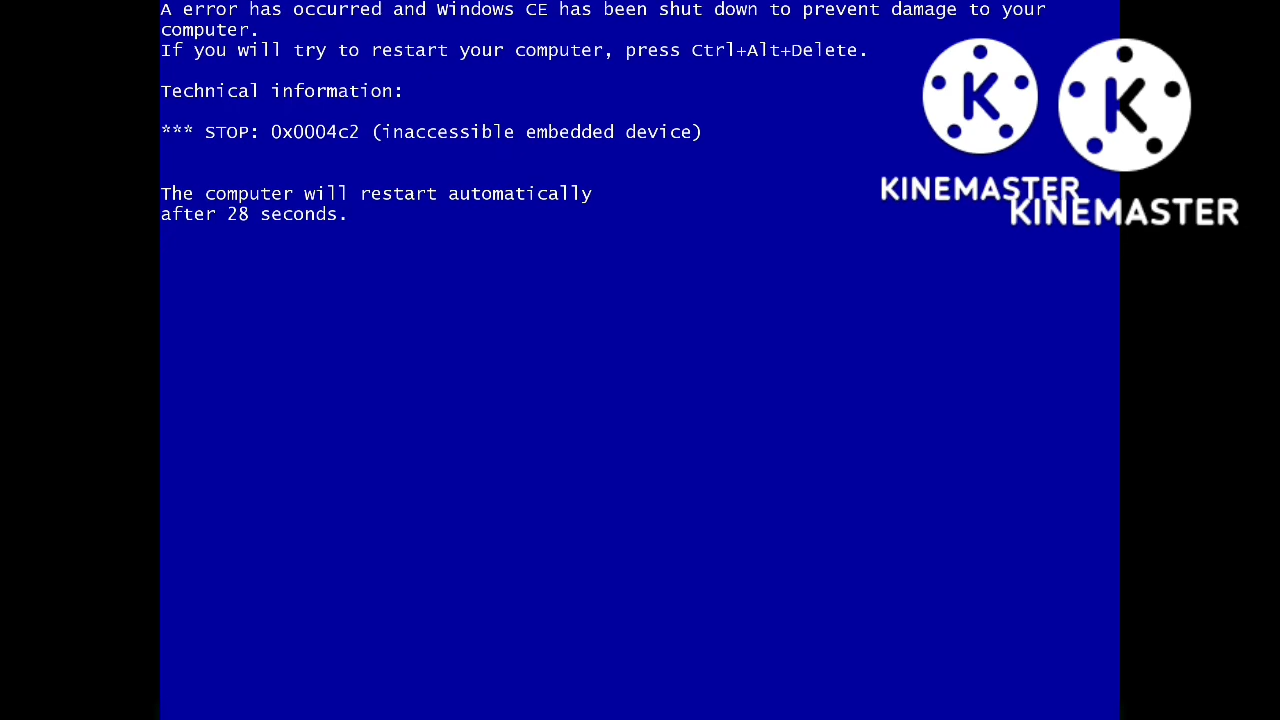 A error has occurred and Windows CE has been shut down to prevent damage to your
computer.
If you will try to restart your computer, press Ctrl+Alt+Delete.
Technical information:
*** STOP: 0x0004c2 (inaccessible embedded device)
The computer will restart automatically
after 28 seconds.
K
K
KINEMASTER
KINEMASTER